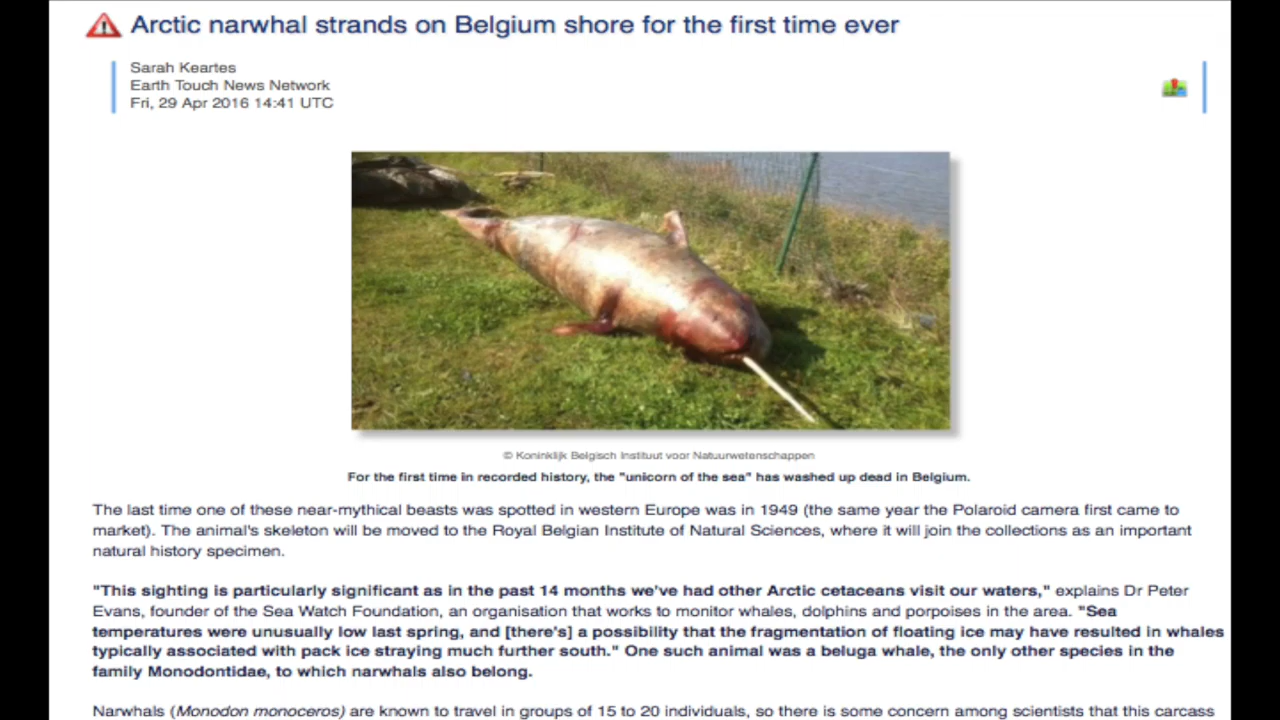 Arctic narwhal strands on Belgium shore for the first time ever
Sarah Keartes
Earth Touch News Network
Fri, 29 Apr 2016 14:41 UTC
© Koninklijk Belgisch Instituut voor Natuurwetenschappen
For the first time in recorded history, the "unicorn of the sea" has washed up dead in Belgium.
The last time one of these near-mythical beasts was spotted in western Europe was in 1949 (the same year the Polaroid camera first came to
market). The animal's skeleton will be moved to the Royal Belgian Institute of Natural Sciences, where it will join the collections as an important
natural history specimen.
"This sighting is particularly significant as in the past 14 months we've had other Arctic cetaceans visit our waters," explains Dr Peter
Evans, founder of the Sea Watch Foundation, an organisation that works to monitor whales, dolphins and porpoises in the area. "Sea
temperatures were unusually low last spring, and [there's] a possibility that the fragmentation of floating ice may have resulted in whales
typically associated with pack ice straying much further south." One such animal was a beluga whale, the only other species in the
family Monodontidae, to which narwhals also belong.
Narwhals (Monodon monoceros) are known to travel in groups of 15 to 20 individuals, so there is some concern among scientists that this carcass